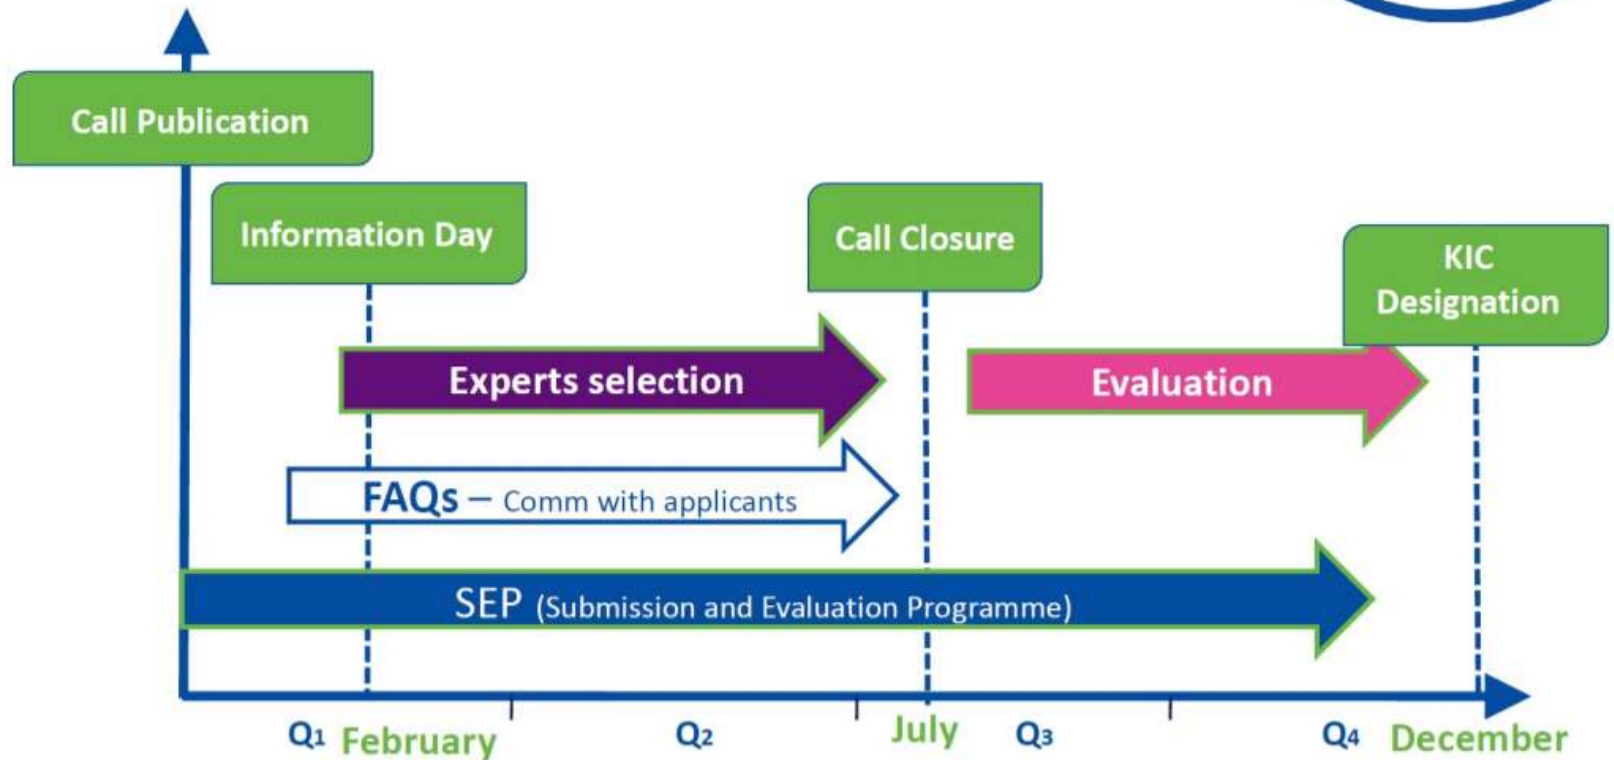 Call Publication
Information Day
Call Closure
KIC
Designation
Experts selection
Evaluation
FAQs – Comm with applicants
SEP (Submission and Evaluation Programme)
Q1 February Q2 July Q3 Q4 December